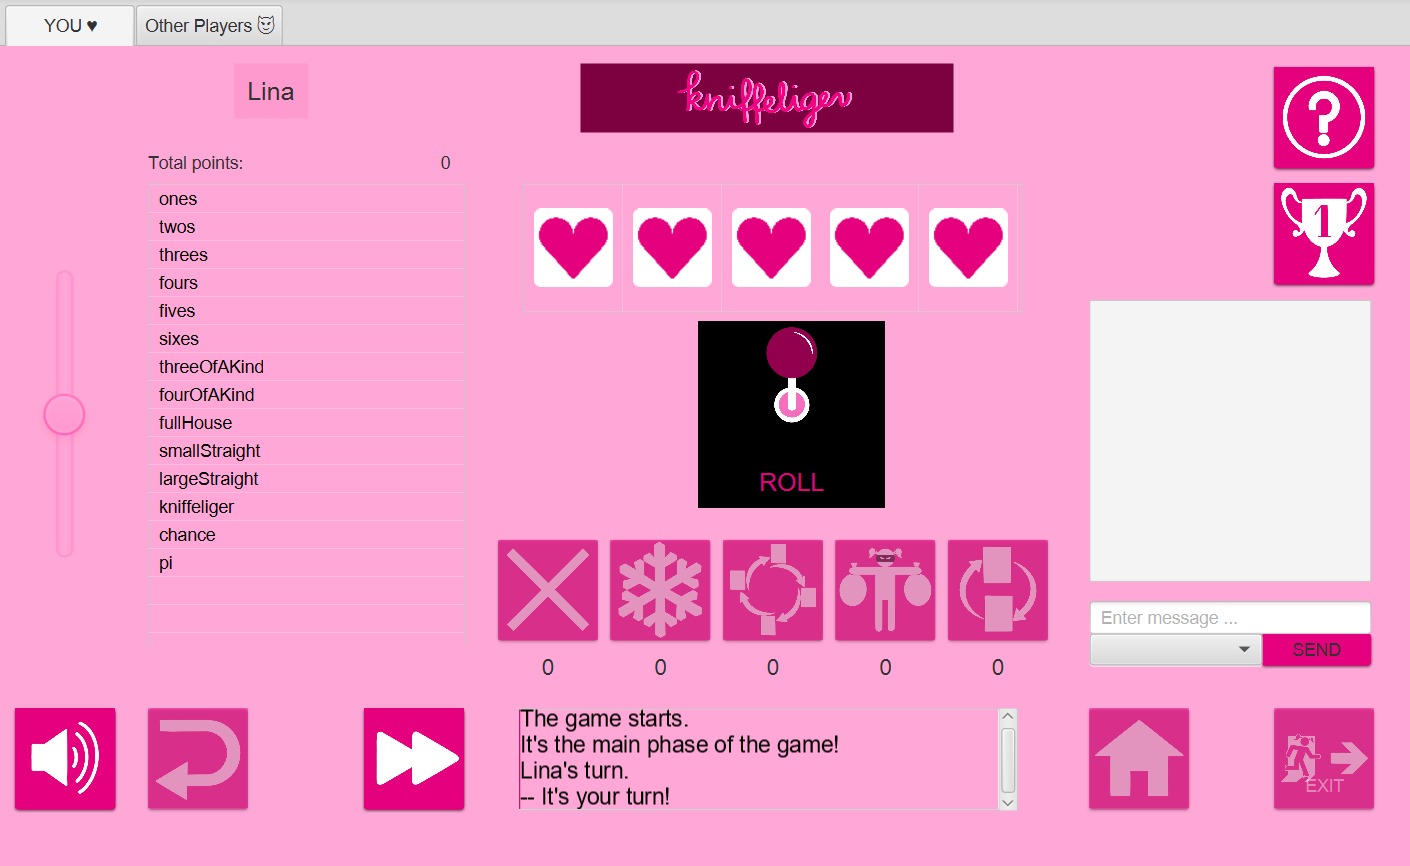 YOU ♥
Other Players 😈
Lina
kniffeliger
Total points: 0
ones
twos
threes
fours
fives
sixes
threeOfAKind
fourOfAKind
fullHouse
smallStraight
largeStraight
kniffeliger
chance
pi
?
1
ROLL
0 0 0 0 0
Enter message ...
SEND
The game starts.
It's the main phase of the game!
Lina's turn.
-- It's your turn!
EXIT